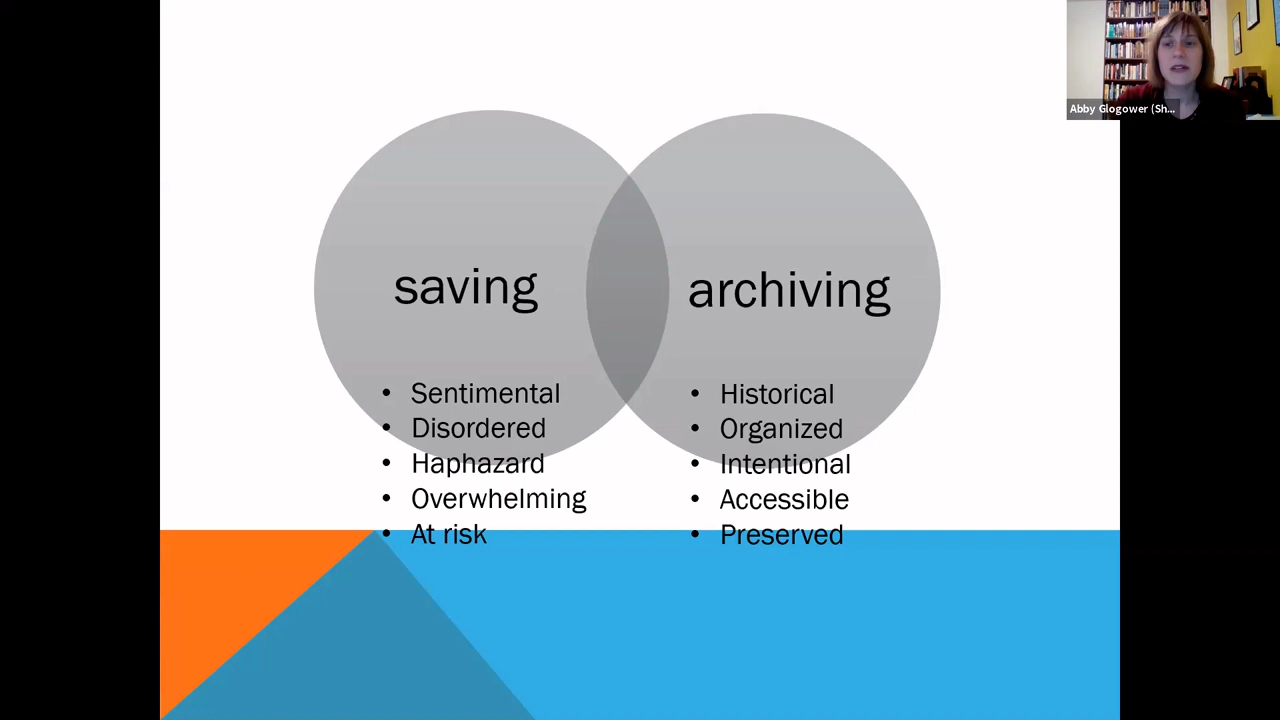 Abby Glogower (Sh...
saving
archiving
• Sentimental
• Disordered
• Haphazard
• Overwhelming
• At risk
• Historical
• Organized
• Intentional
• Accessible
• Preserved